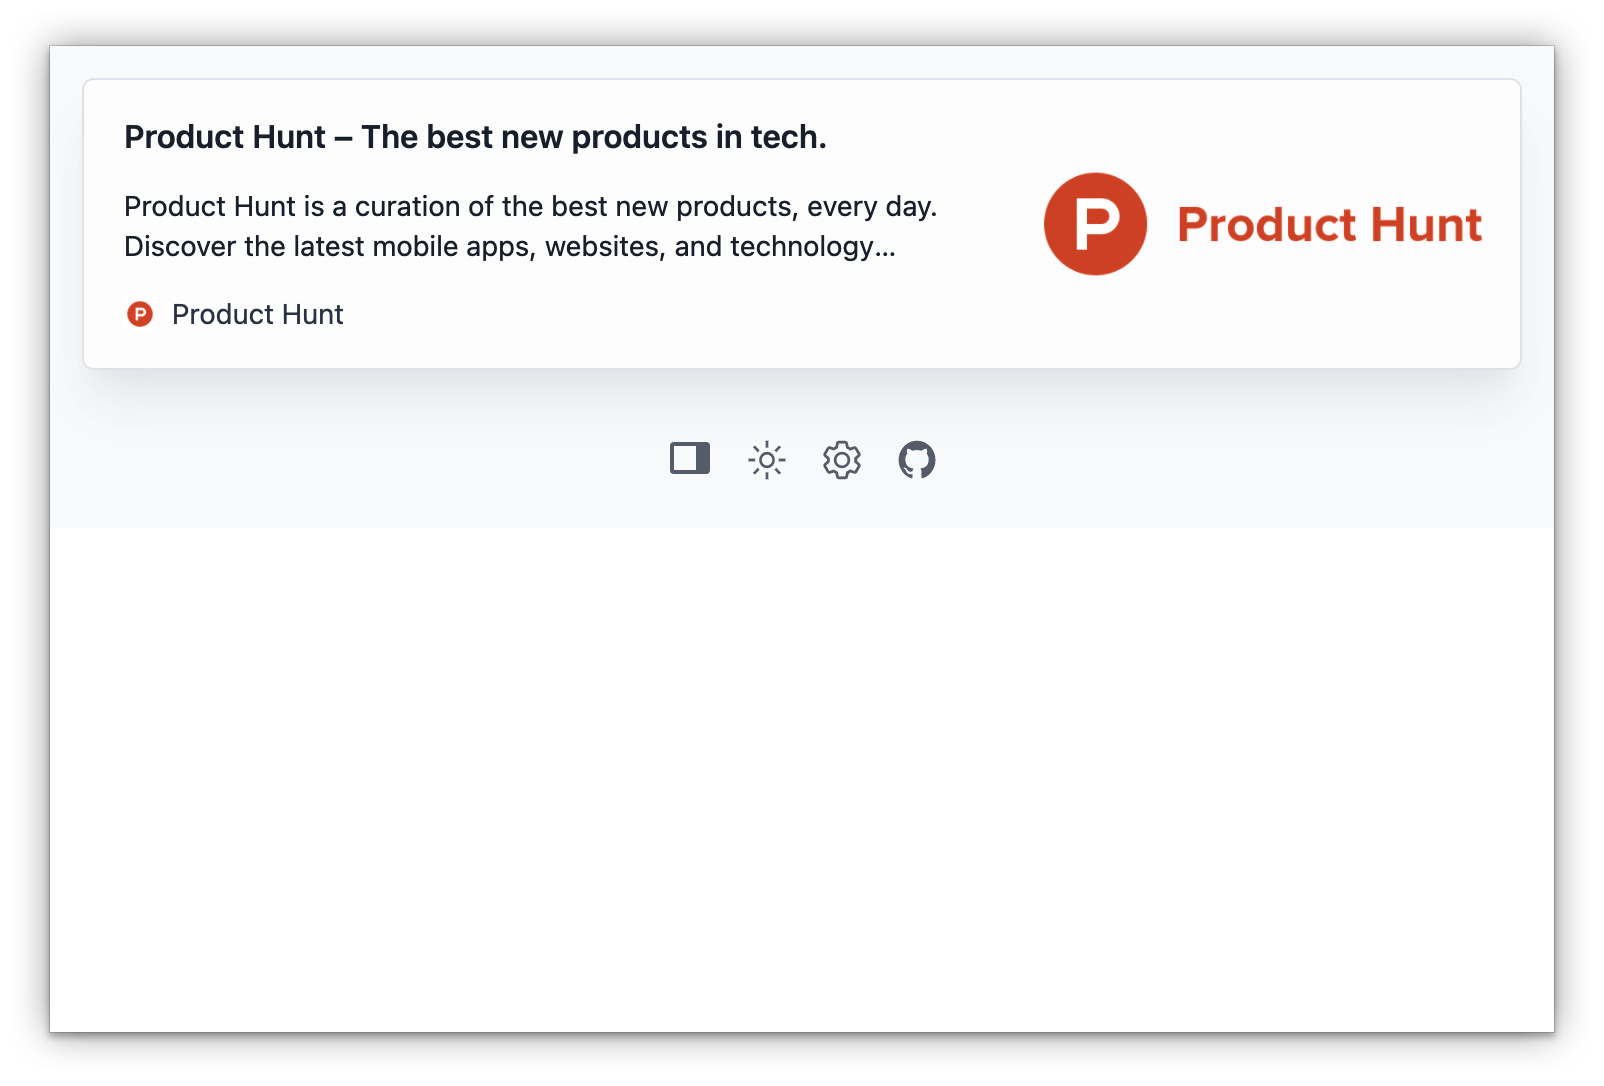 Product Hunt – The best new products in tech.
Product Hunt is a curation of the best new products, every day.
Discover the latest mobile apps, websites, and technology...
P Product Hunt
P Product Hunt